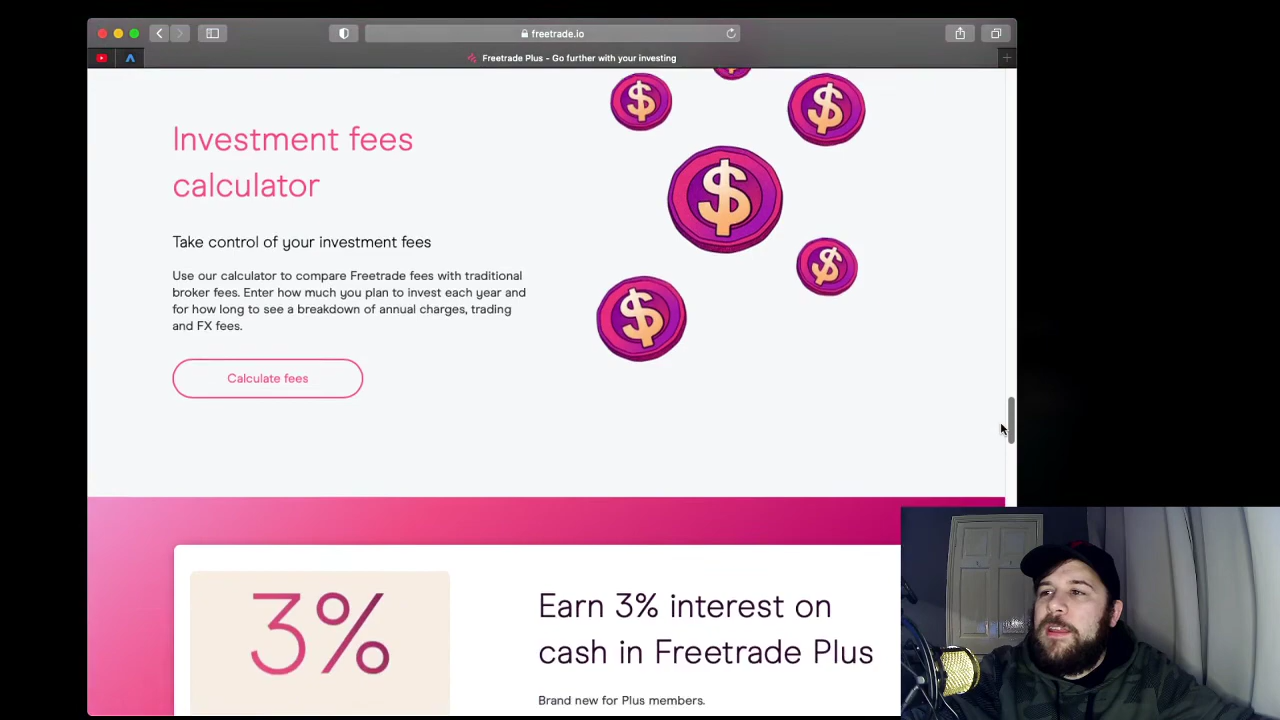 freetrade.io
Freetrade Plus - Go further with your investing
Investment fees
calculator
Take control of your investment fees
Use our calculator to compare Freetrade fees with traditional
broker fees. Enter how much you plan to invest each year and
for how long to see a breakdown of annual charges, trading
and FX fees.
Calculate fees
3%
Earn 3% interest on
cash in Freetrade Plus
Brand new for Plus members.